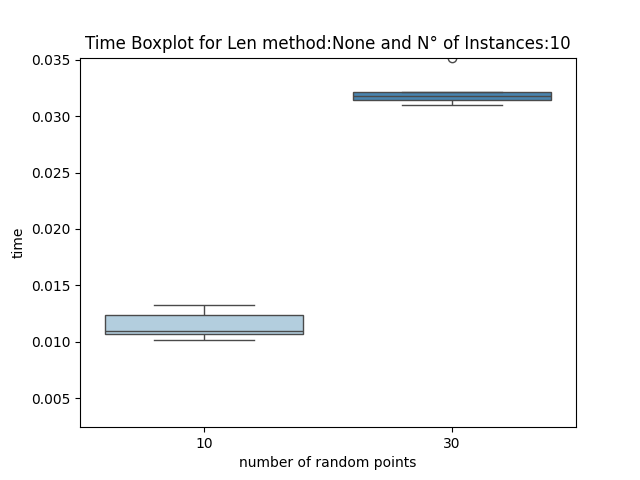 Time Boxplot for Len method:None and N° of Instances:10
0.035
0.030
0.025
0.020
0.015
0.010
0.005
time
10 30
number of random points